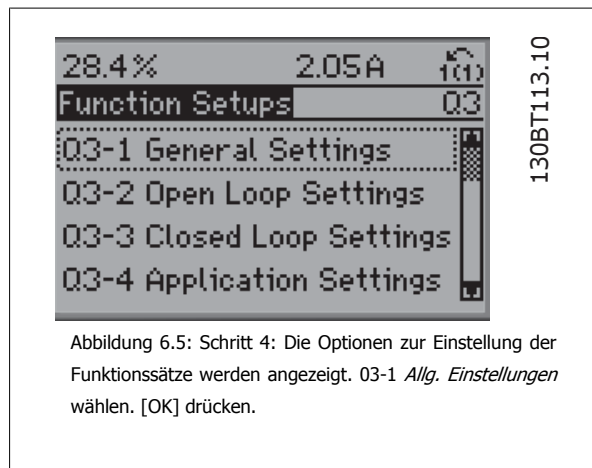 28.4% 2.05A 1(1)
Function Setups Q3
Q3-1 General Settings
Q3-2 Open Loop Settings
Q3-3 Closed Loop Settings
Q3-4 Application Settings
130BT113.10
Abbildung 6.5: Schritt 4: Die Optionen zur Einstellung der
Funktionssätze werden angezeigt. 03-1 Allg. Einstellungen
wählen. [OK] drücken.